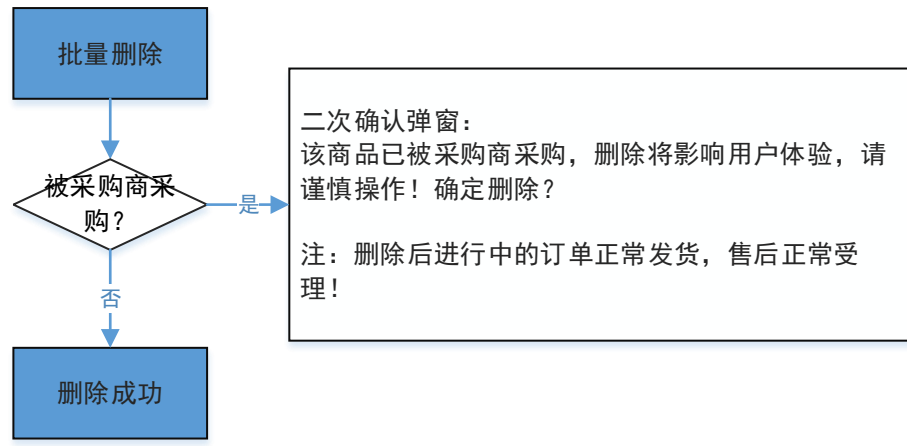 批量删除
二次确认弹窗：
该商品已被采购商采购，删除将影响用户体验，请
谨慎操作！确定删除？
注：删除后进行中的订单正常发货，售后正常受
理！
被采购商采
购？
是
否
删除成功